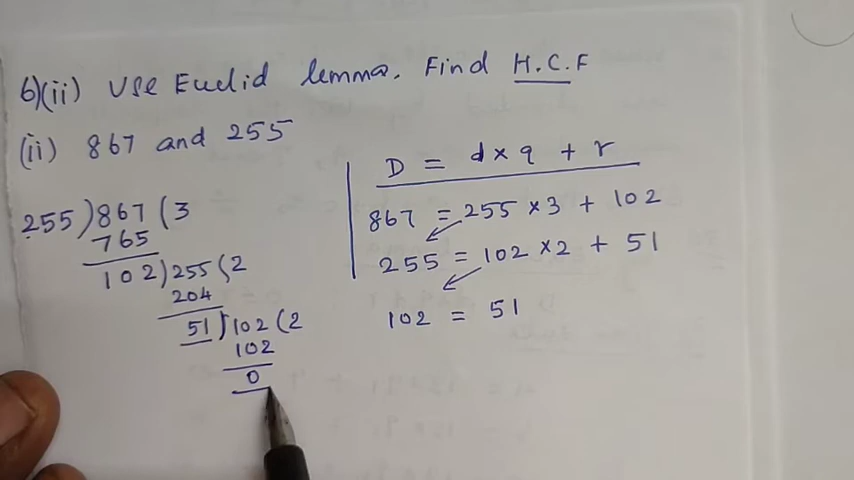 6)(ii) Use Euclid lemma. Find H.C.F
(ii) 867 and 255
255)867(3
765
102)255(2
204
51)102(2
102
0
D = d×q + r
867 = 255×3 + 102
255 = 102×2 + 51
102 = 51